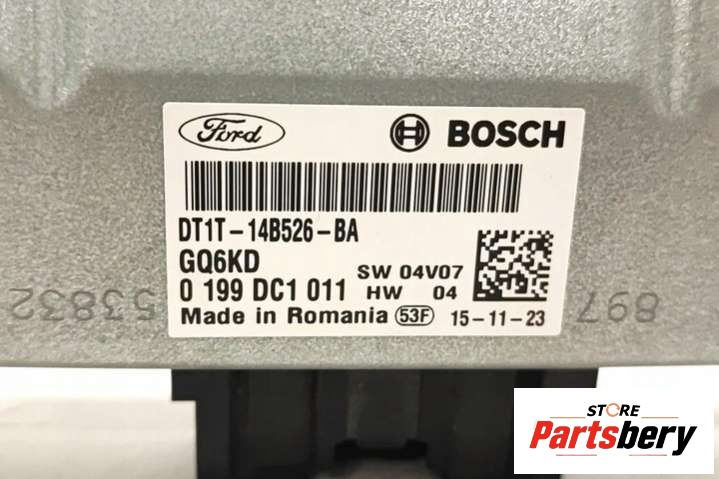 Ford
BOSCH
DT1T-14B526-BA
GQ6KD
SW 04V07
0 199 DC1 011
HW 04
Made in Romania 53F 15-11-23
53832
897
STORE
Partsbery